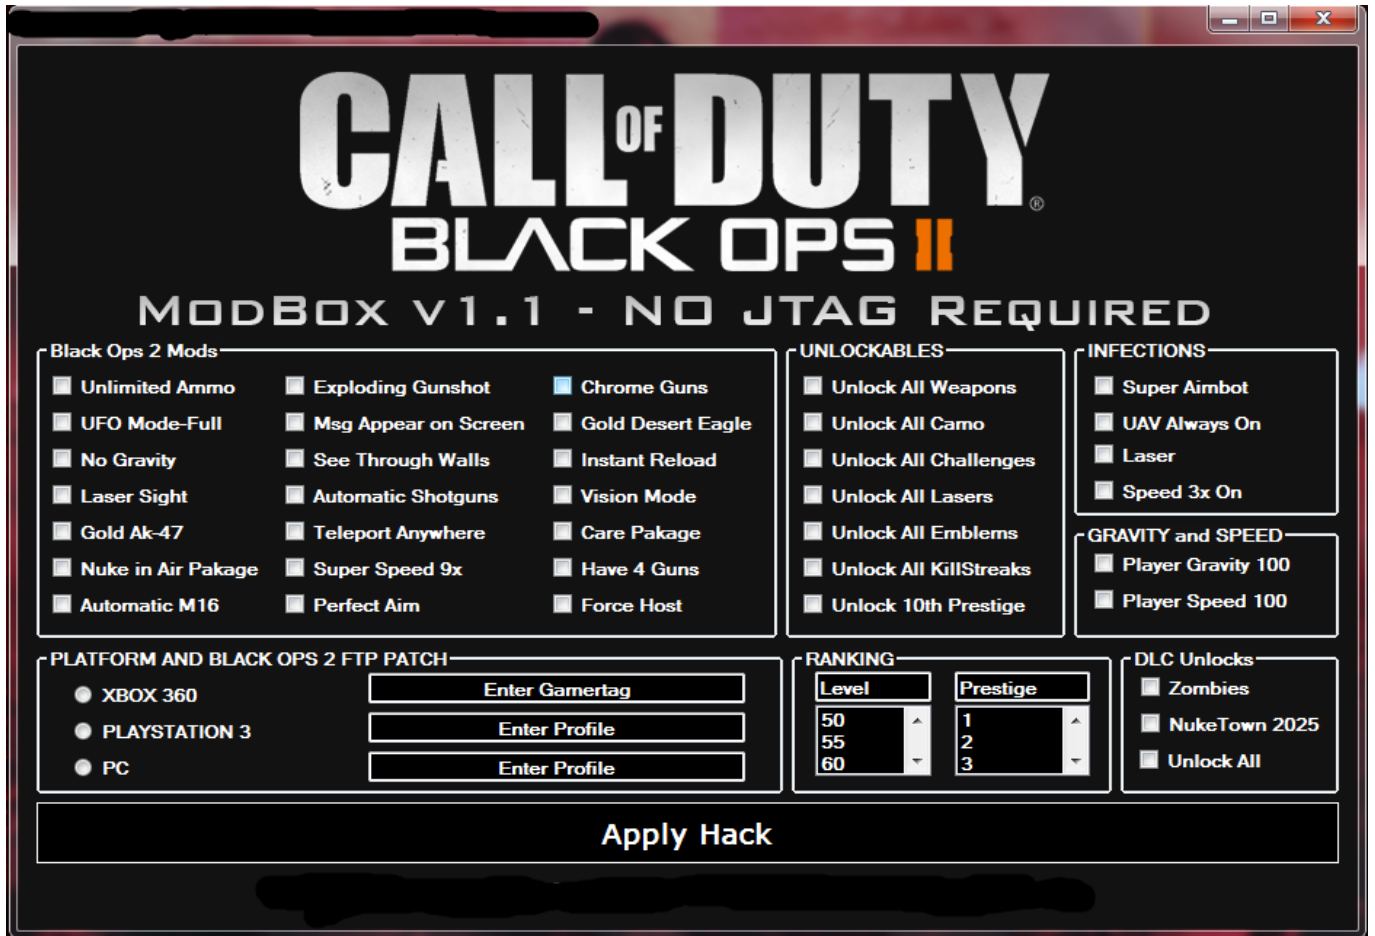 CALL OF DUTY®
BLACK OPS II
MODBOX V1.1 - NO JTAG REQUIRED
Black Ops 2 Mods
Unlimited Ammo
UFO Mode-Full
No Gravity
Laser Sight
Gold Ak-47
Nuke in Air Pakage
Automatic M16
Exploding Gunshot
Msg Appear on Screen
See Through Walls
Automatic Shotguns
Teleport Anywhere
Super Speed 9x
Perfect Aim
Chrome Guns
Gold Desert Eagle
Instant Reload
Vision Mode
Care Pakage
Have 4 Guns
Force Host
UNLOCKABLES
Unlock All Weapons
Unlock All Camo
Unlock All Challenges
Unlock All Lasers
Unlock All Emblems
Unlock All KillStreaks
Unlock 10th Prestige
INFECTIONS
Super Aimbot
UAV Always On
Laser
Speed 3x On
GRAVITY and SPEED
Player Gravity 100
Player Speed 100
PLATFORM AND BLACK OPS 2 FTP PATCH
XBOX 360
Enter Gamertag
PLAYSTATION 3
Enter Profile
PC
Enter Profile
RANKING
Level
50
55
60
Prestige
1
2
3
DLC Unlocks
Zombies
NukeTown 2025
Unlock All
Apply Hack